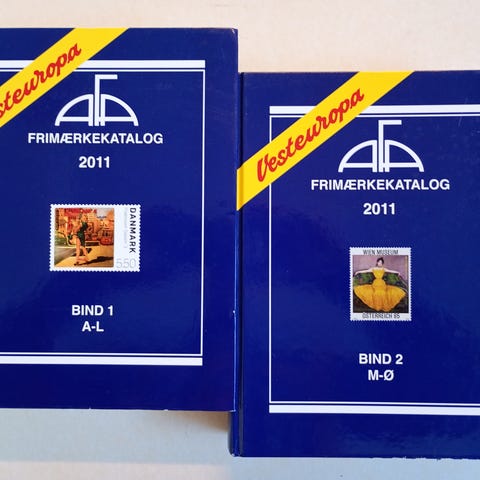 Vesteuropa
AFA
FRIMÆRKEKATALOG
2011
DANMARK
5.50
BIND 1
A-L
Vesteuropa
AFA
FRIMÆRKEKATALOG
2011
WIEN MUSEUM
ÖSTERREICH 65
BIND 2
M-Ø